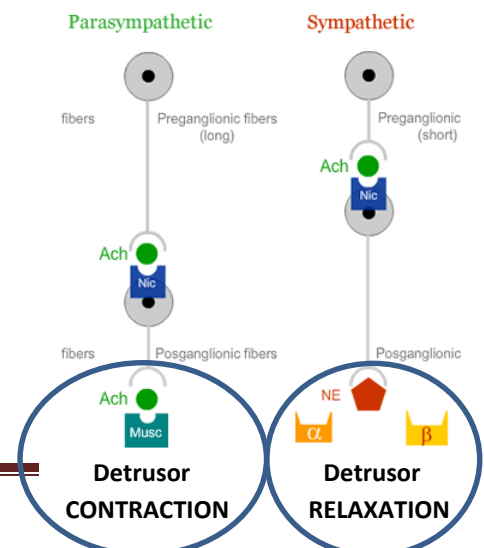 Parasympathetic
Sympathetic
fibers
Preganglionic fibers
(long)
Preganglionic
(short)
Ach
Nic
Ach
Nic
fibers
Posganglionic fibers
Posganglionic
Ach
Musc
NE
α
β
Detrusor
CONTRACTION
Detrusor
RELAXATION